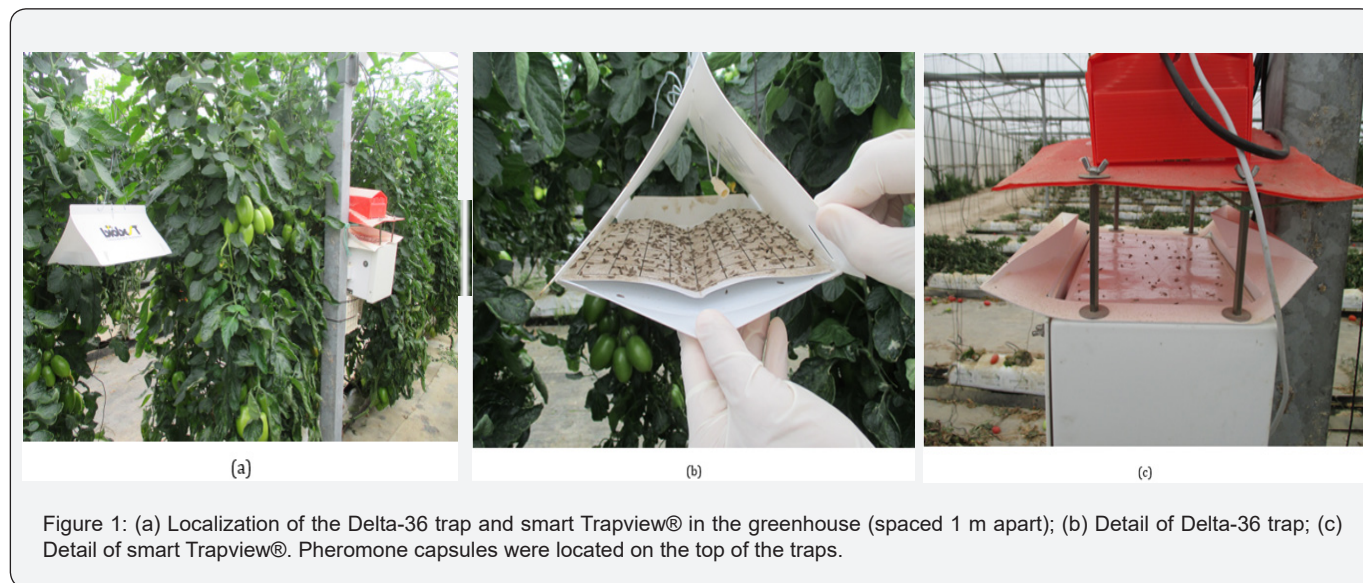 (a)
(b)
(c)
Figure 1: (a) Localization of the Delta-36 trap and smart Trapview® in the greenhouse (spaced 1 m apart); (b) Detail of Delta-36 trap; (c)
Detail of smart Trapview®. Pheromone capsules were located on the top of the traps.